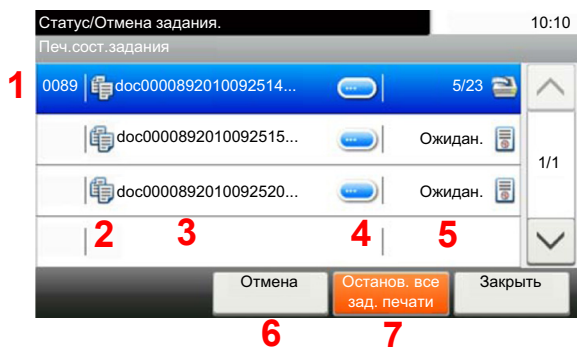 Статус/Отмена задания. 10:10
Печ.сост.задания
1 0089 doc0000892010092514... 5/23
doc0000892010092515... Ожидан.
1/1
doc0000892010092520... Ожидан.
2 3 4 5
Отмена Останов. все зад. печати Закрыть
6 7